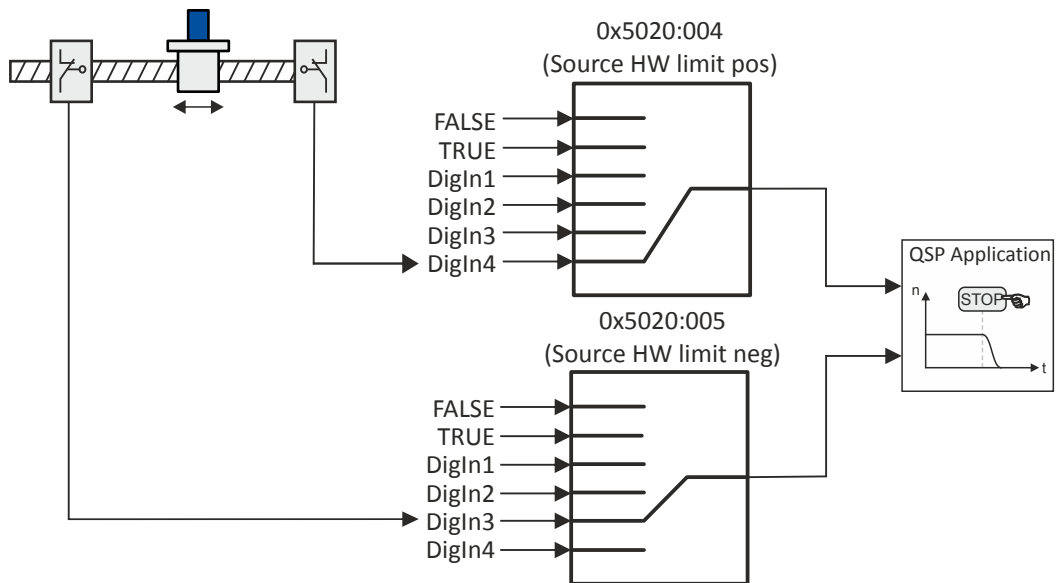 0x5020:004
(Source HW limit pos)
FALSE
TRUE
DigIn1
DigIn2
DigIn3
DigIn4
QSP Application
n
STOP
t
0x5020:005
(Source HW limit neg)
FALSE
TRUE
DigIn1
DigIn2
DigIn3
DigIn4